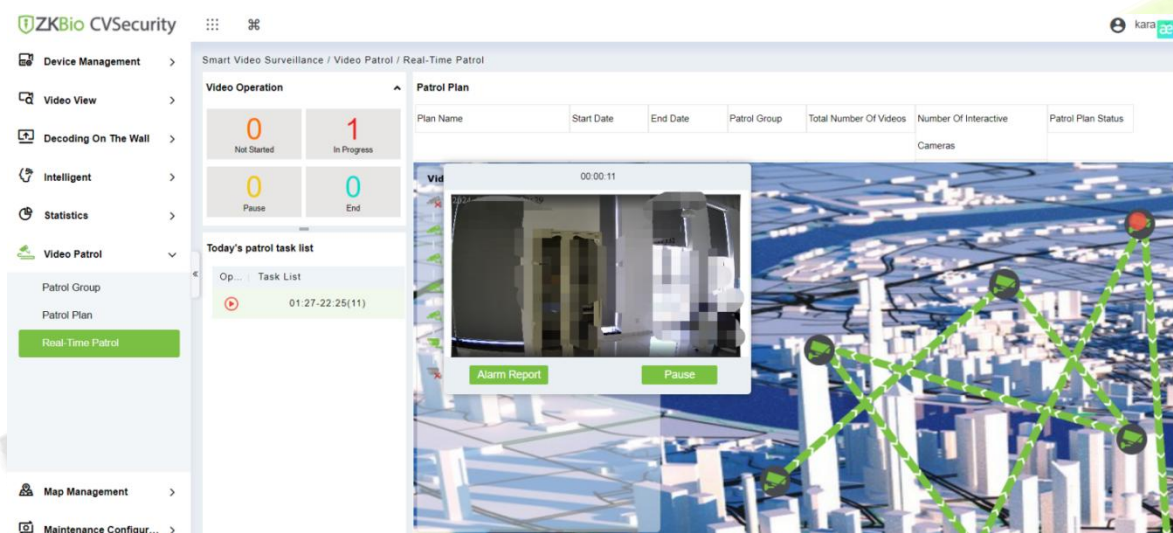 ZKBio CVSecurity
kara
Smart Video Surveillance / Video Patrol / Real-Time Patrol
Device Management
Video View
Decoding On The Wall
Intelligent
Statistics
Video Patrol
Patrol Group
Patrol Plan
Real-Time Patrol
Map Management
Maintenance Configur...
Video Operation
0
Not Started
1
In Progress
0
Pause
0
End
Today's patrol task list
Op...
Task List
01:27-22:25(11)
Patrol Plan
Plan Name
Start Date
End Date
Patrol Group
Total Number Of Videos
Number Of Interactive
Cameras
Patrol Plan Status
Vid
00:00:11
Alarm Report
Pause